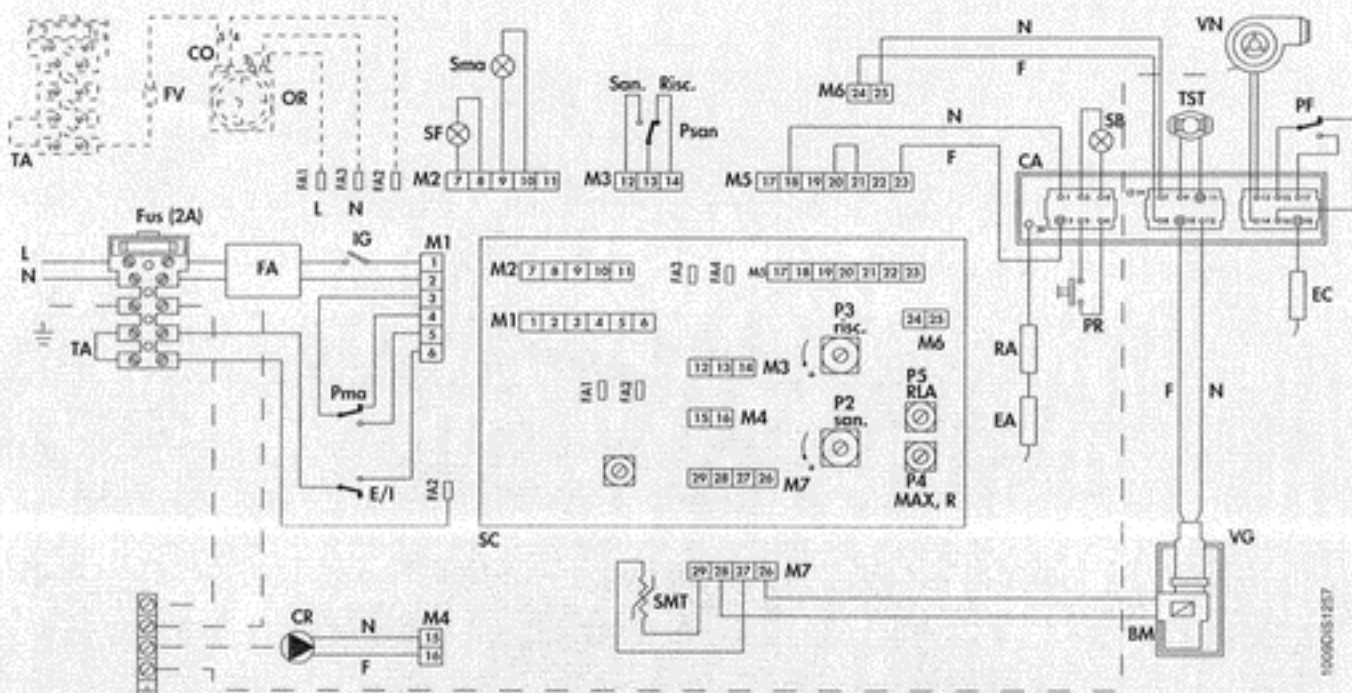 CO
VN
N
Sma
San. Risc.
F
M6 24 25
TST
PF
FV
OR
SF
Psan
N
SB
TA
F
CA
FA1 FA3 FA2
M2 7 8 9 10 11
M3 12 13 14
M5 17 18 19 20 21 22 23
L N
Fus (2A)
IG
M1
L
N
FA
1
2
3
4
5
6
M2 7 8 9 10 11
FA3 FA4
M5 17 18 19 20 21 22 23
EC
M1 1 2 3 4 5 6
P3
risc.
24 25
M6
PR
TA
RA
12 13 14 M3
P5
RLA
Pma
FA1 FA2
P2
san.
F N
15 16 M4
EA
29 28 27 26 M7
P4
MAX, R
E/I
FA2
SC
VG
29 28 27 26 M7
SMT
CR
N
M4
15
16
F
BM
1009DIS1257